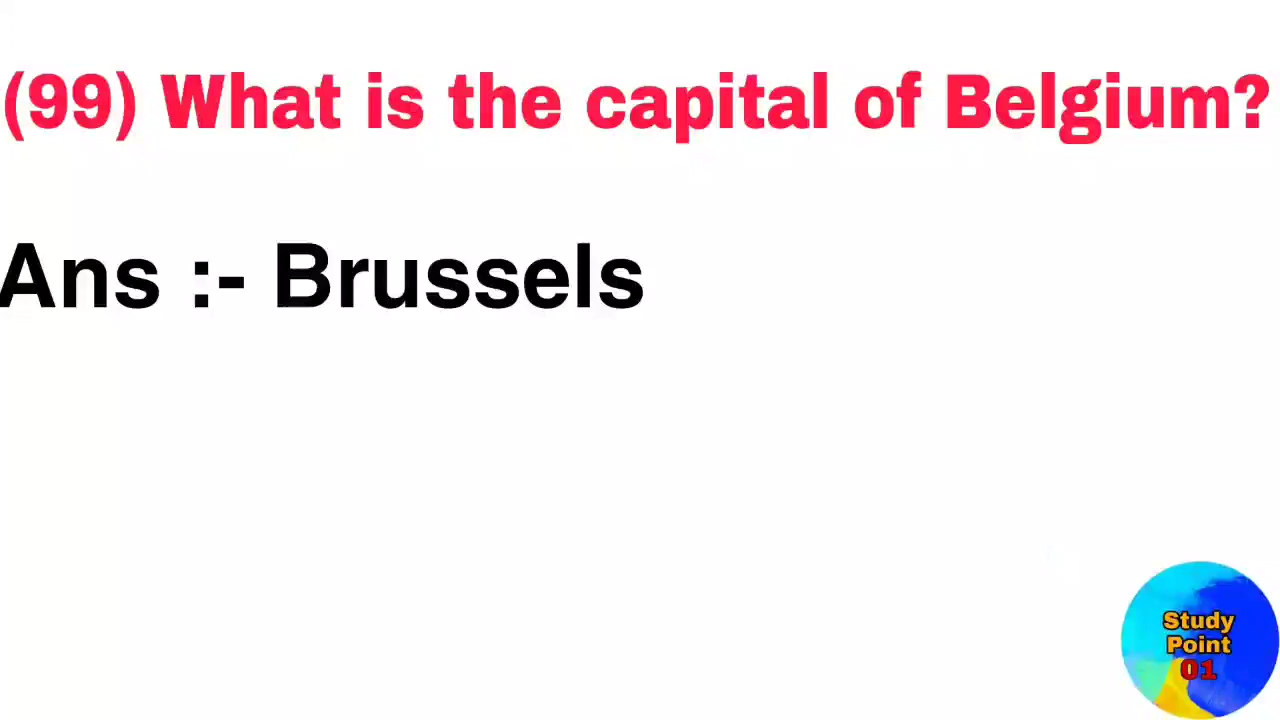 (99) What is the capital of Belgium?
Ans :- Brussels
Study
Point
01